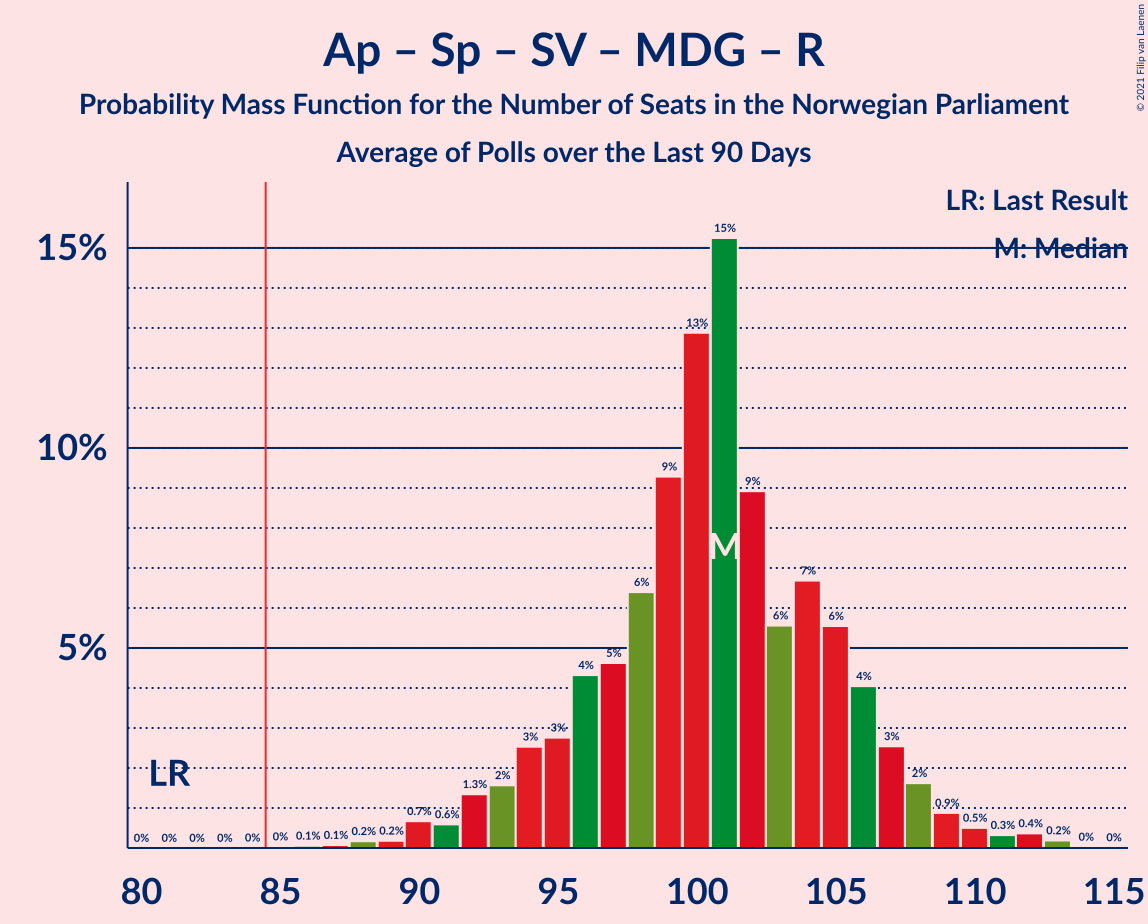 Ap – Sp – SV – MDG – R
Probability Mass Function for the Number of Seats in the Norwegian Parliament
Average of Polls over the Last 90 Days
© 2021 Filip van Laenen
LR: Last Result
M: Median
15%
10%
5%
0% 0% 0% 0% 0% 0% 0.1% 0.1% 0.2% 0.2% 0.7% 0.6% 1.3% 2% 3% 3% 4% 5% 6% 9% 13% 15% 9% 6% 7% 6% 4% 3% 2% 0.9% 0.5% 0.3% 0.4% 0.2% 0% 0%
M
LR
80 85 90 95 100 105 110 115